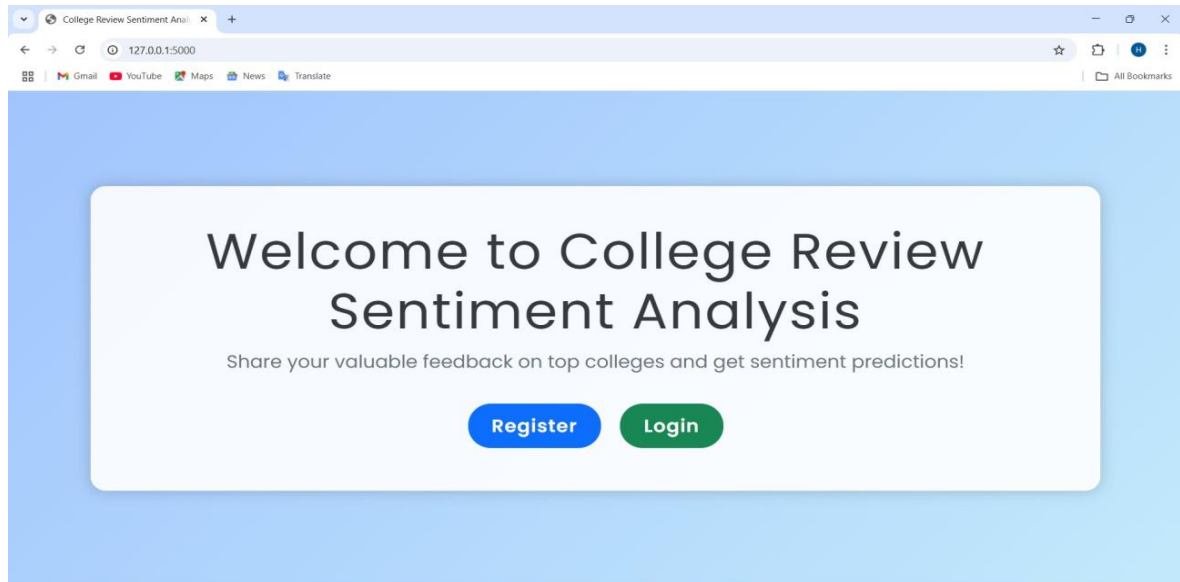 College Review Sentiment Anal
127.0.0.1:5000
H
Gmail YouTube Maps News Translate
All Bookmarks
Welcome to College Review
Sentiment Analysis
Share your valuable feedback on top colleges and get sentiment predictions!
Register Login